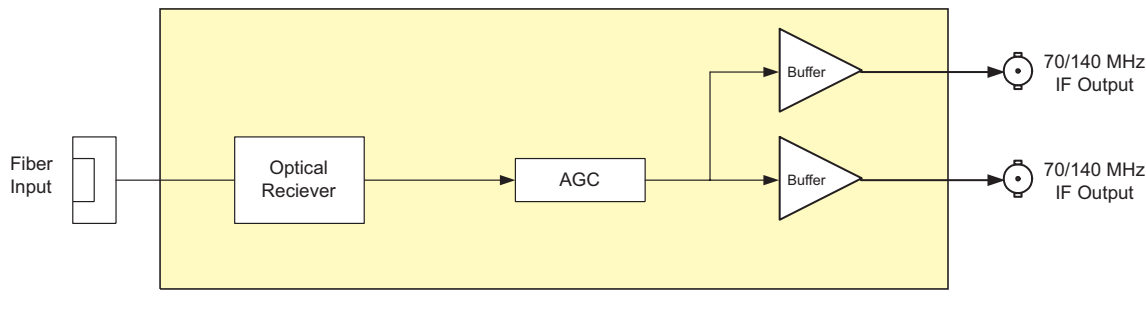 Fiber
Input
Optical
Reciever
AGC
Buffer
70/140 MHz
IF Output
Buffer
70/140 MHz
IF Output